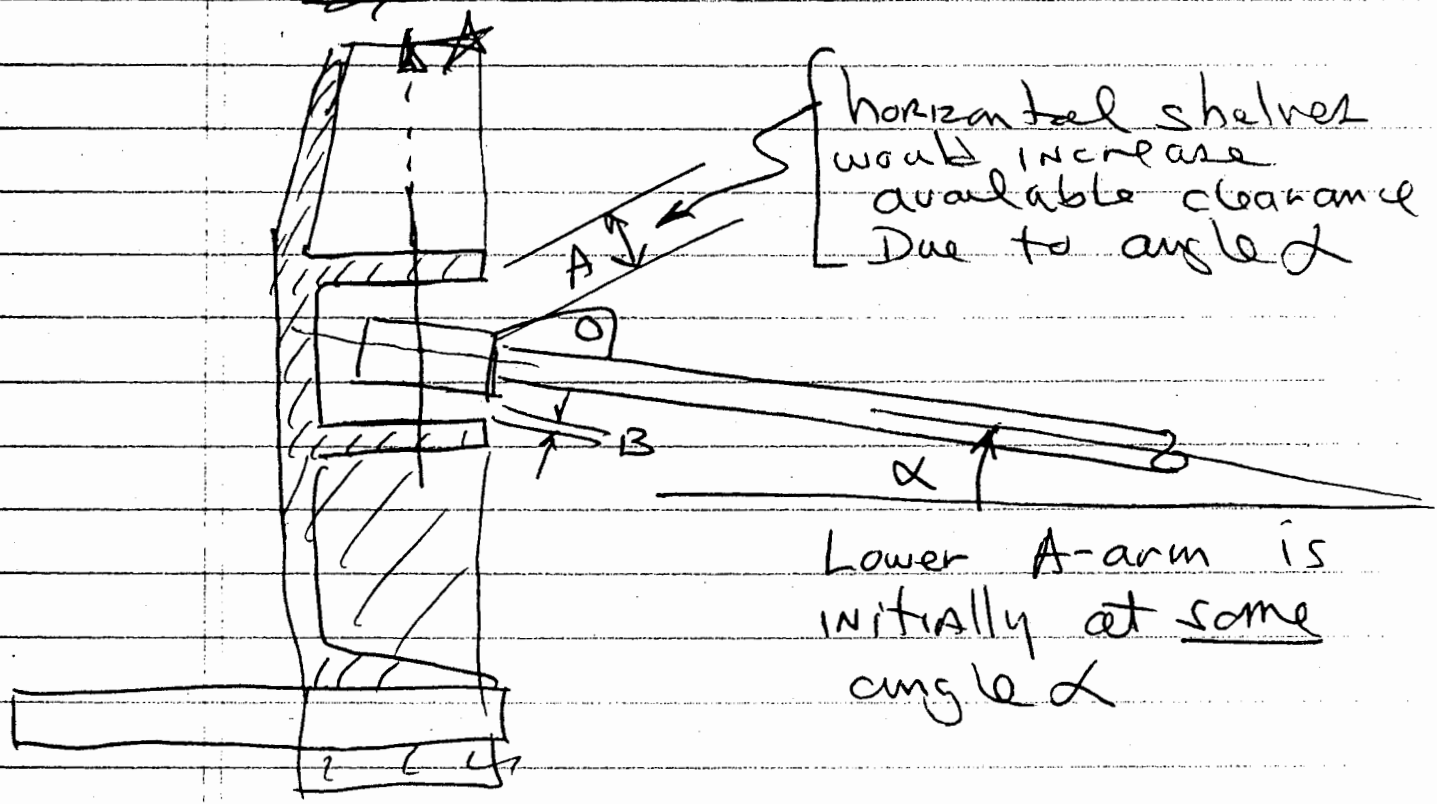 horizontal shelves
would increase
available clearance
Due to angle α
A
B
α
Lower A-arm is
initially at some
angle α